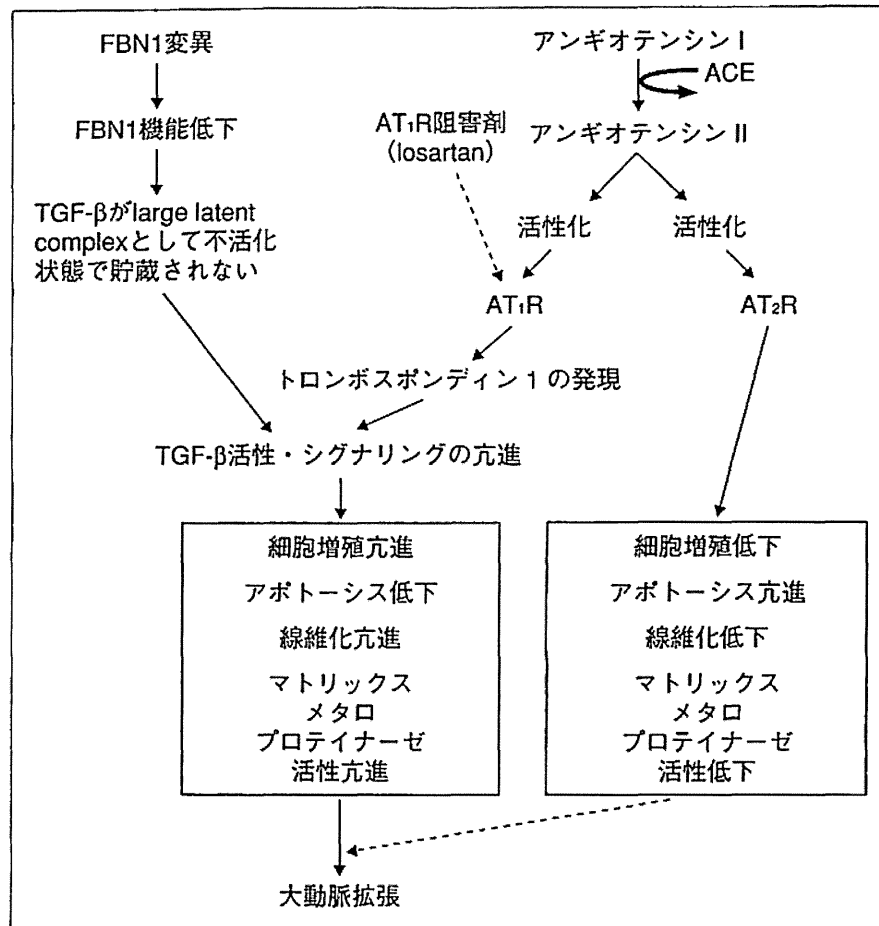 FBN1変異
FBN1機能低下
TGF-βがlarge latent
complexとして不活化
状態で貯蔵されない
AT₁R阻害剤
（losartan）
アンギオテンシンⅠ
ACE
アンギオテンシンⅡ
活性化
活性化
AT₁R
AT₂R
トロンボスポンディン1の発現
TGF-β活性・シグナリングの亢進
細胞増殖亢進
アポトーシス低下
線維化亢進
マトリックス
メタロ
プロテイナーゼ
活性亢進
細胞増殖低下
アポトーシス亢進
線維化低下
マトリックス
メタロ
プロテイナーゼ
活性低下
大動脈拡張